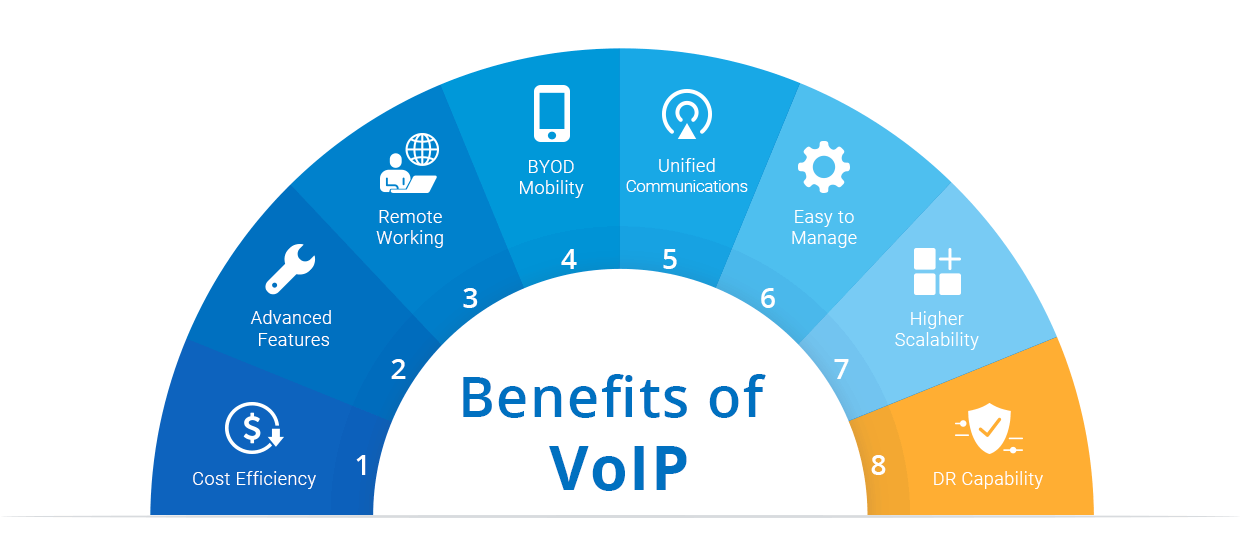 Benefits of
VoIP
1
Cost Efficiency
2
Advanced
Features
3
Remote
Working
4
BYOD
Mobility
5
Unified
Communications
6
Easy to
Manage
7
Higher
Scalability
8
DR Capability
$